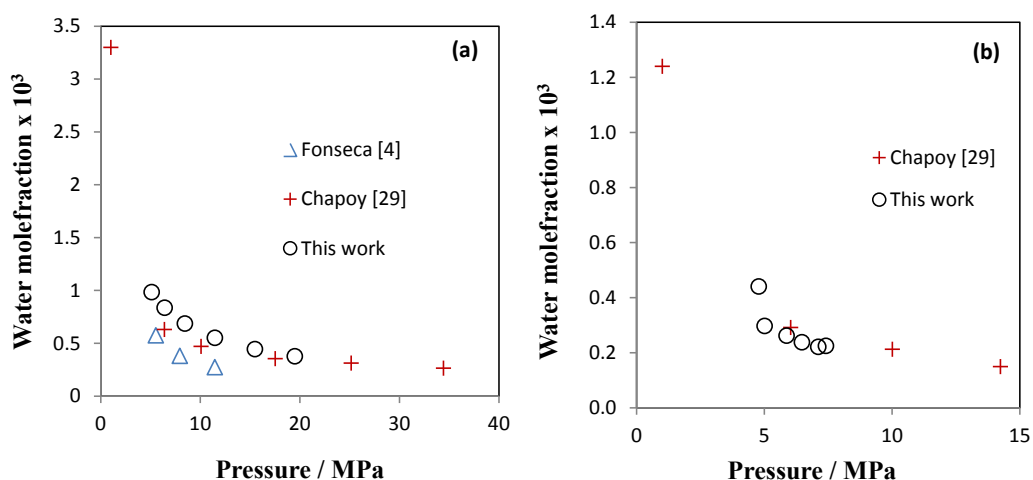 (a)
Water molefraction x 10³
3.5
3
2.5
2
1.5
1
0.5
0
0
10
20
30
40
Pressure / MPa
Fonseca [4]
Chapoy [29]
This work
(b)
Water molefraction x 10³
1.4
1.2
1.0
0.8
0.6
0.4
0.2
0.0
0
5
10
15
Pressure / MPa
Chapoy [29]
This work